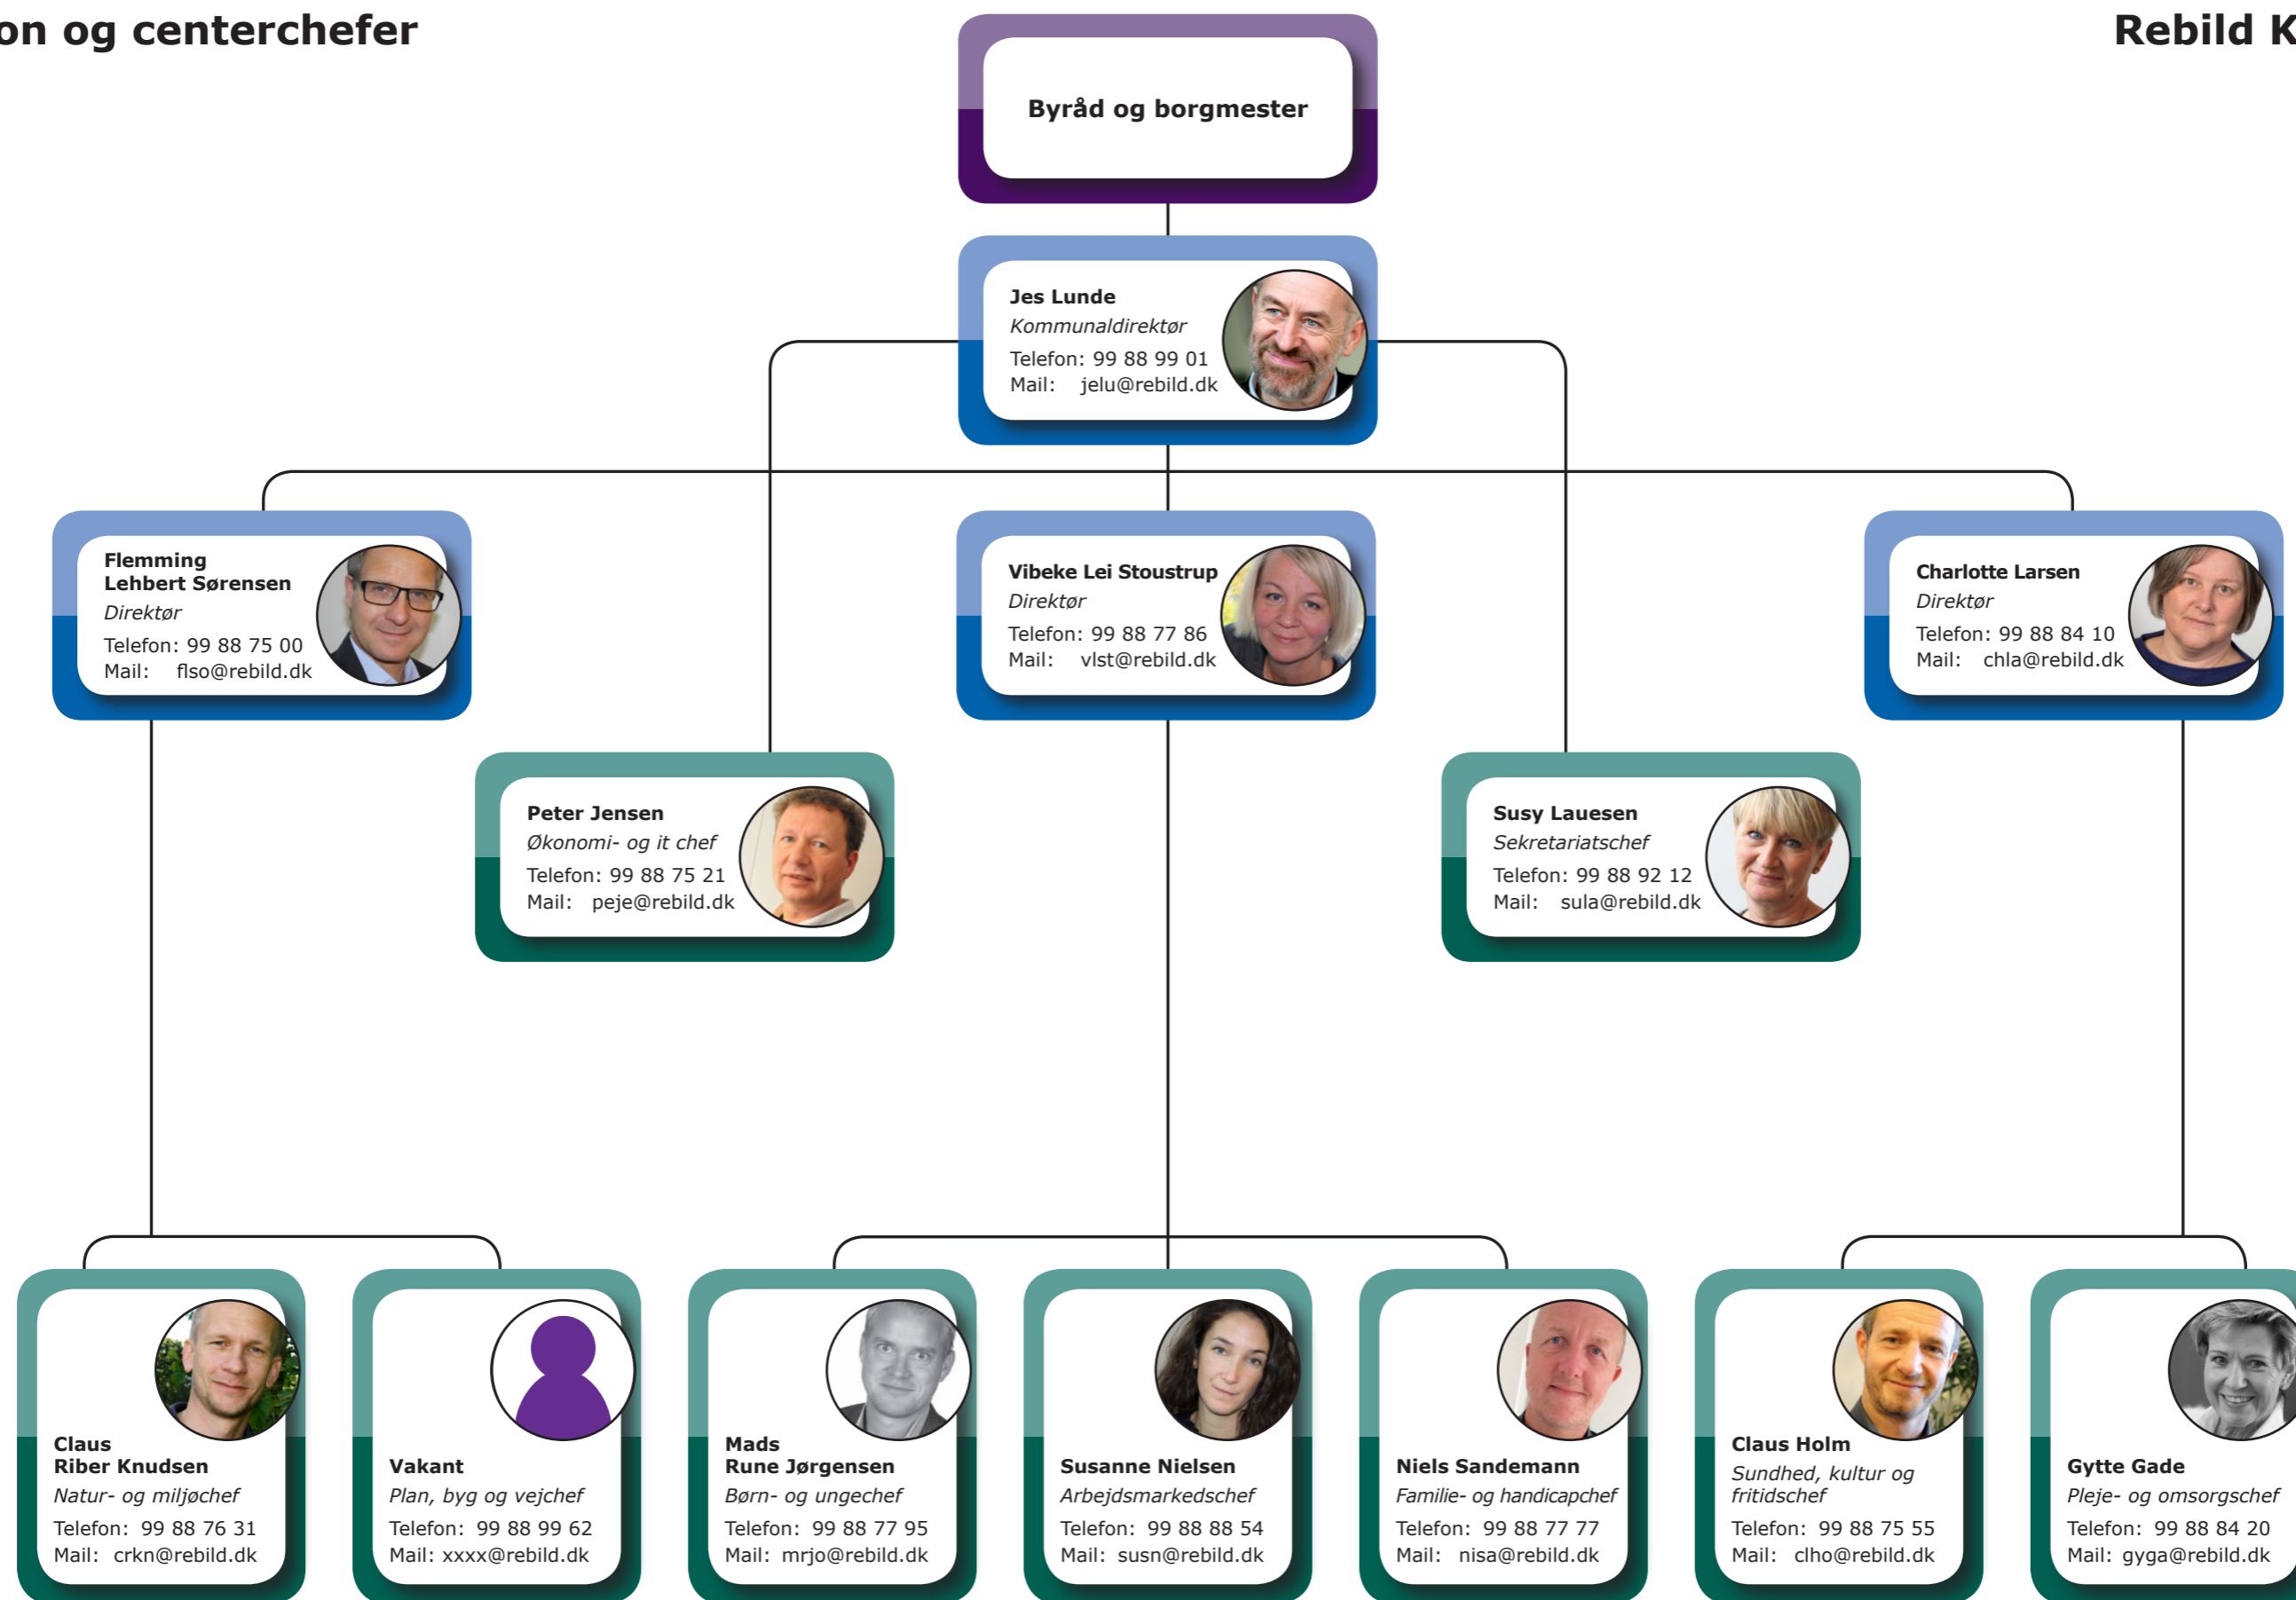 on og centerchefer
Rebild K
Byråd og borgmester
Jes Lunde
Kommunaldirektør
Telefon: 99 88 99 01
Mail: jelu@rebild.dk
Flemming
Lehbert Sørensen
Direktør
Telefon: 99 88 75 00
Mail: flso@rebild.dk
Vibeke Lei Stoustrup
Direktør
Telefon: 99 88 77 86
Mail: vlst@rebild.dk
Charlotte Larsen
Direktør
Telefon: 99 88 84 10
Mail: chla@rebild.dk
Peter Jensen
Økonomi- og it chef
Telefon: 99 88 75 21
Mail: peje@rebild.dk
Susy Lauesen
Sekretariatschef
Telefon: 99 88 92 12
Mail: sula@rebild.dk
Claus
Riber Knudsen
Natur- og miljøchef
Telefon: 99 88 76 31
Mail: crkn@rebild.dk
Vakant
Plan, byg og vejchef
Telefon: 99 88 99 62
Mail: xxxx@rebild.dk
Mads
Rune Jørgensen
Børn- og ungechef
Telefon: 99 88 77 95
Mail: mrjo@rebild.dk
Susanne Nielsen
Arbejdsmarkedschef
Telefon: 99 88 88 54
Mail: susn@rebild.dk
Niels Sandemann
Familie- og handicapchef
Telefon: 99 88 77 77
Mail: nisa@rebild.dk
Claus Holm
Sundhed, kultur og
fritidschef
Telefon: 99 88 75 55
Mail: clho@rebild.dk
Gytte Gade
Pleje- og omsorgschef
Telefon: 99 88 84 20
Mail: gyga@rebild.dk